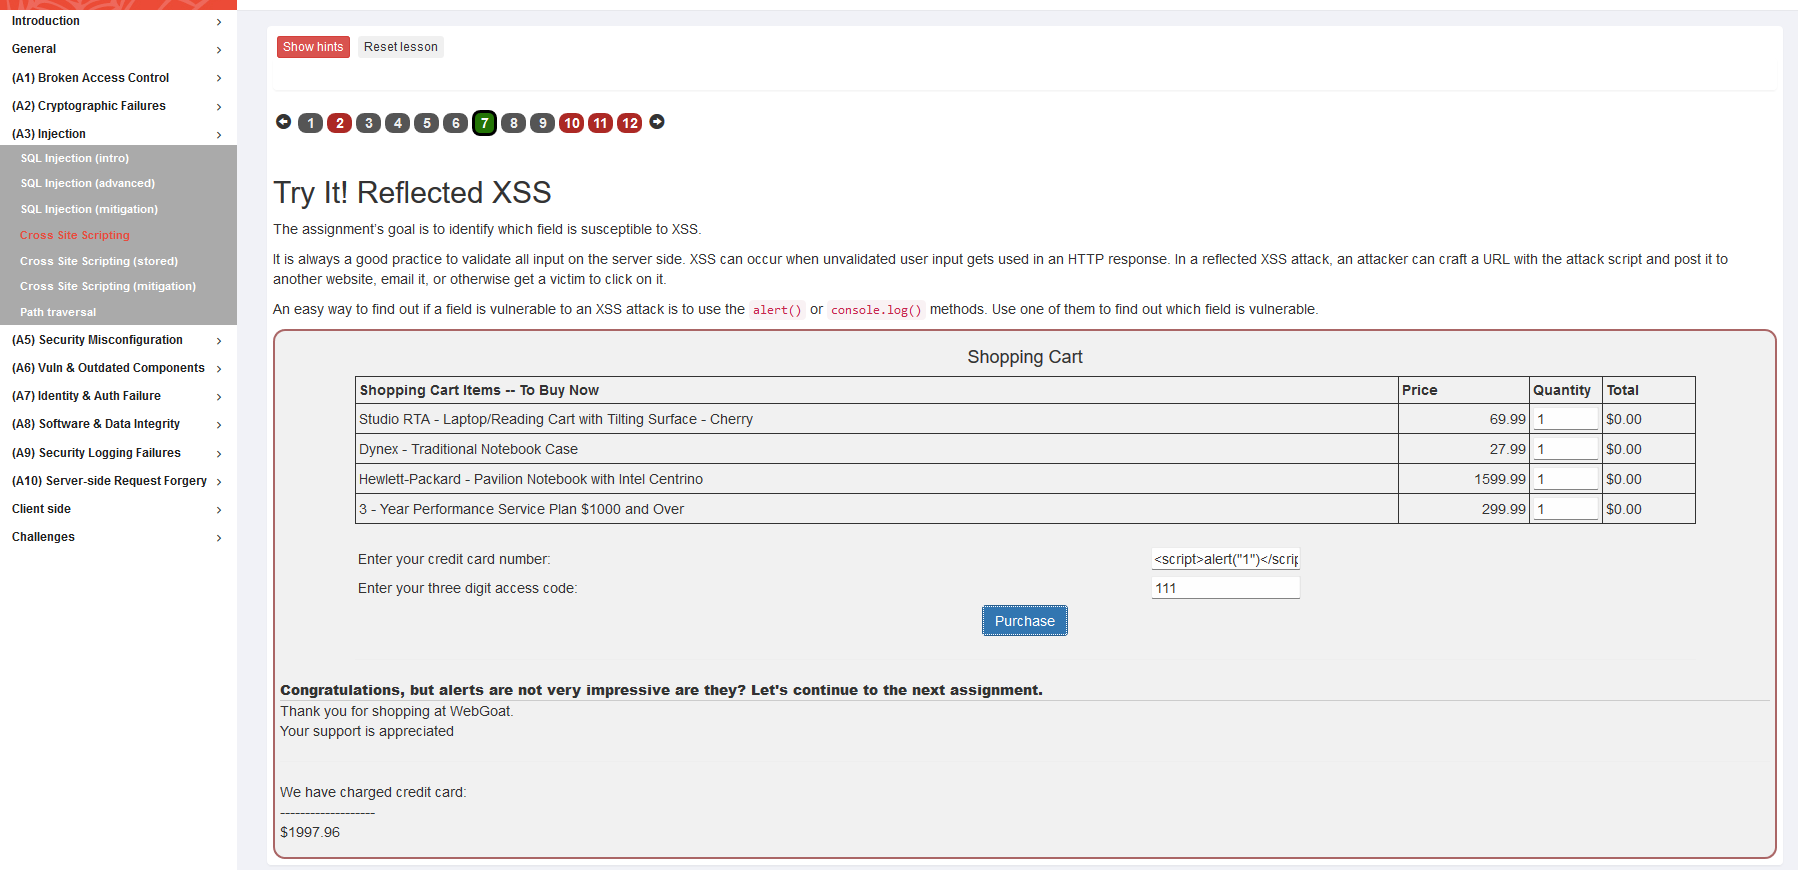 Introduction
General
(A1) Broken Access Control
(A2) Cryptographic Failures
(A3) Injection
SQL Injection (intro)
SQL Injection (advanced)
SQL Injection (mitigation)
Cross Site Scripting
Cross Site Scripting (stored)
Cross Site Scripting (mitigation)
Path traversal
(A5) Security Misconfiguration
(A6) Vuln & Outdated Components
(A7) Identity & Auth Failure
(A8) Software & Data Integrity
(A9) Security Logging Failures
(A10) Server-side Request Forgery
Client side
Challenges
Show hints Reset lesson
1 2 3 4 5 6 7 8 9 10 11 12
Try It! Reflected XSS
The assignment's goal is to identify which field is susceptible to XSS.
It is always a good practice to validate all input on the server side. XSS can occur when unvalidated user input gets used in an HTTP response. In a reflected XSS attack, an attacker can craft a URL with the attack script and post it to
another website, email it, or otherwise get a victim to click on it.
An easy way to find out if a field is vulnerable to an XSS attack is to use the alert() or console.log() methods. Use one of them to find out which field is vulnerable.
Shopping Cart
Shopping Cart Items -- To Buy Now Price Quantity Total
Studio RTA - Laptop/Reading Cart with Tilting Surface - Cherry 69.99 1 $0.00
Dynex - Traditional Notebook Case 27.99 1 $0.00
Hewlett-Packard - Pavilion Notebook with Intel Centrino 1599.99 1 $0.00
3 - Year Performance Service Plan $1000 and Over 299.99 1 $0.00
Enter your credit card number: <script>alert("1")</scrip
Enter your three digit access code: 111
Purchase
Congratulations, but alerts are not very impressive are they? Let's continue to the next assignment.
Thank you for shopping at WebGoat.
Your support is appreciated
We have charged credit card:
-------------------
$1997.96